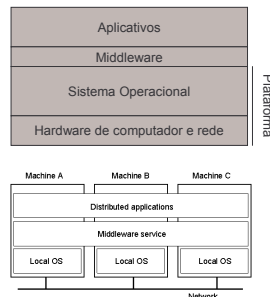 Aplicativos
Middleware
Sistema Operacional
Hardware de computador e rede
Plataforma
Machine A Machine B Machine C
Distributed applications
Middleware service
Local OS Local OS Local OS
Network